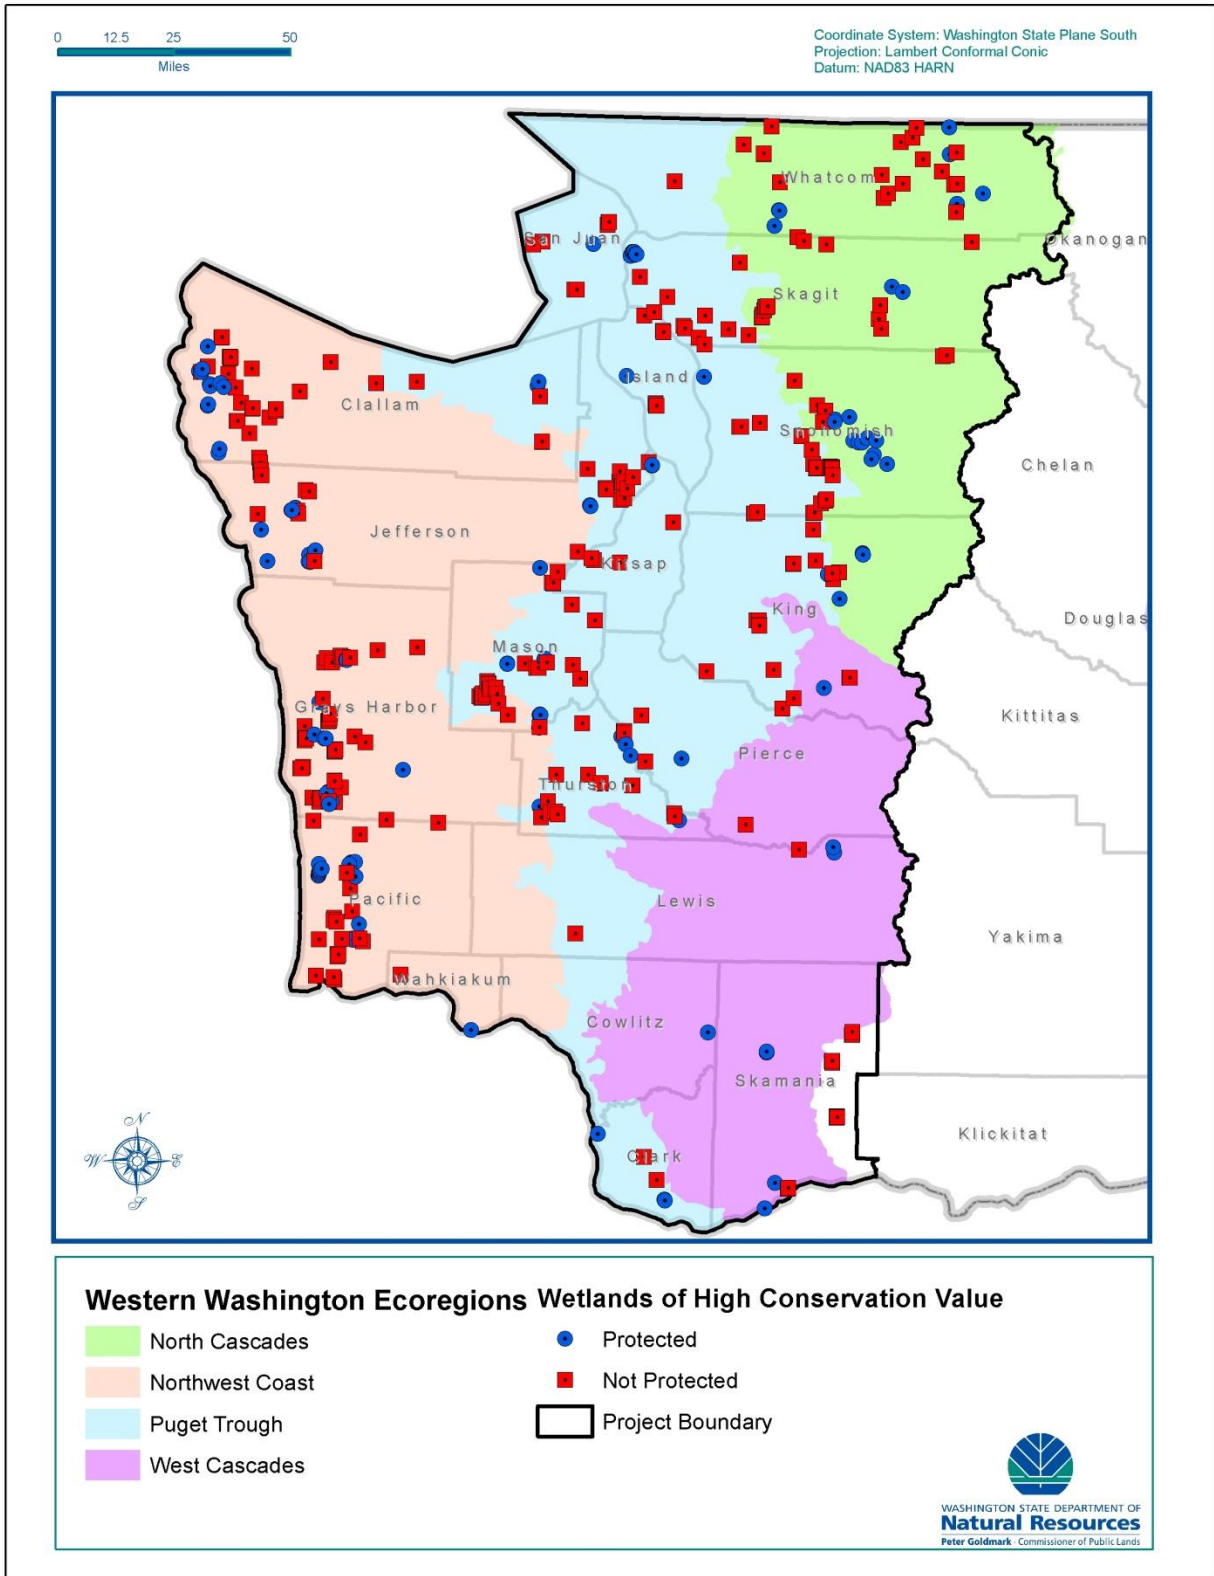 0 12.5 25 50
Miles
Coordinate System: Washington State Plane South
Projection: Lambert Conformal Conic
Datum: NAD83 HARN
Whatcom
San Juan
Okanogan
Skagit
Island
Clallam
Snohomish
Chelan
Jefferson
Kitsap
King
Douglas
Mason
Grays Harbor
Kittitas
Pierce
Thurston
Pacific
Lewis
Yakima
Wahkiakum
Cowlitz
Skamania
Klickitat
Clark
N
W E
S
Western Washington Ecoregions
North Cascades
Northwest Coast
Puget Trough
West Cascades
Wetlands of High Conservation Value
Protected
Not Protected
Project Boundary
WASHINGTON STATE DEPARTMENT OF
Natural Resources
Peter Goldmark - Commissioner of Public Lands